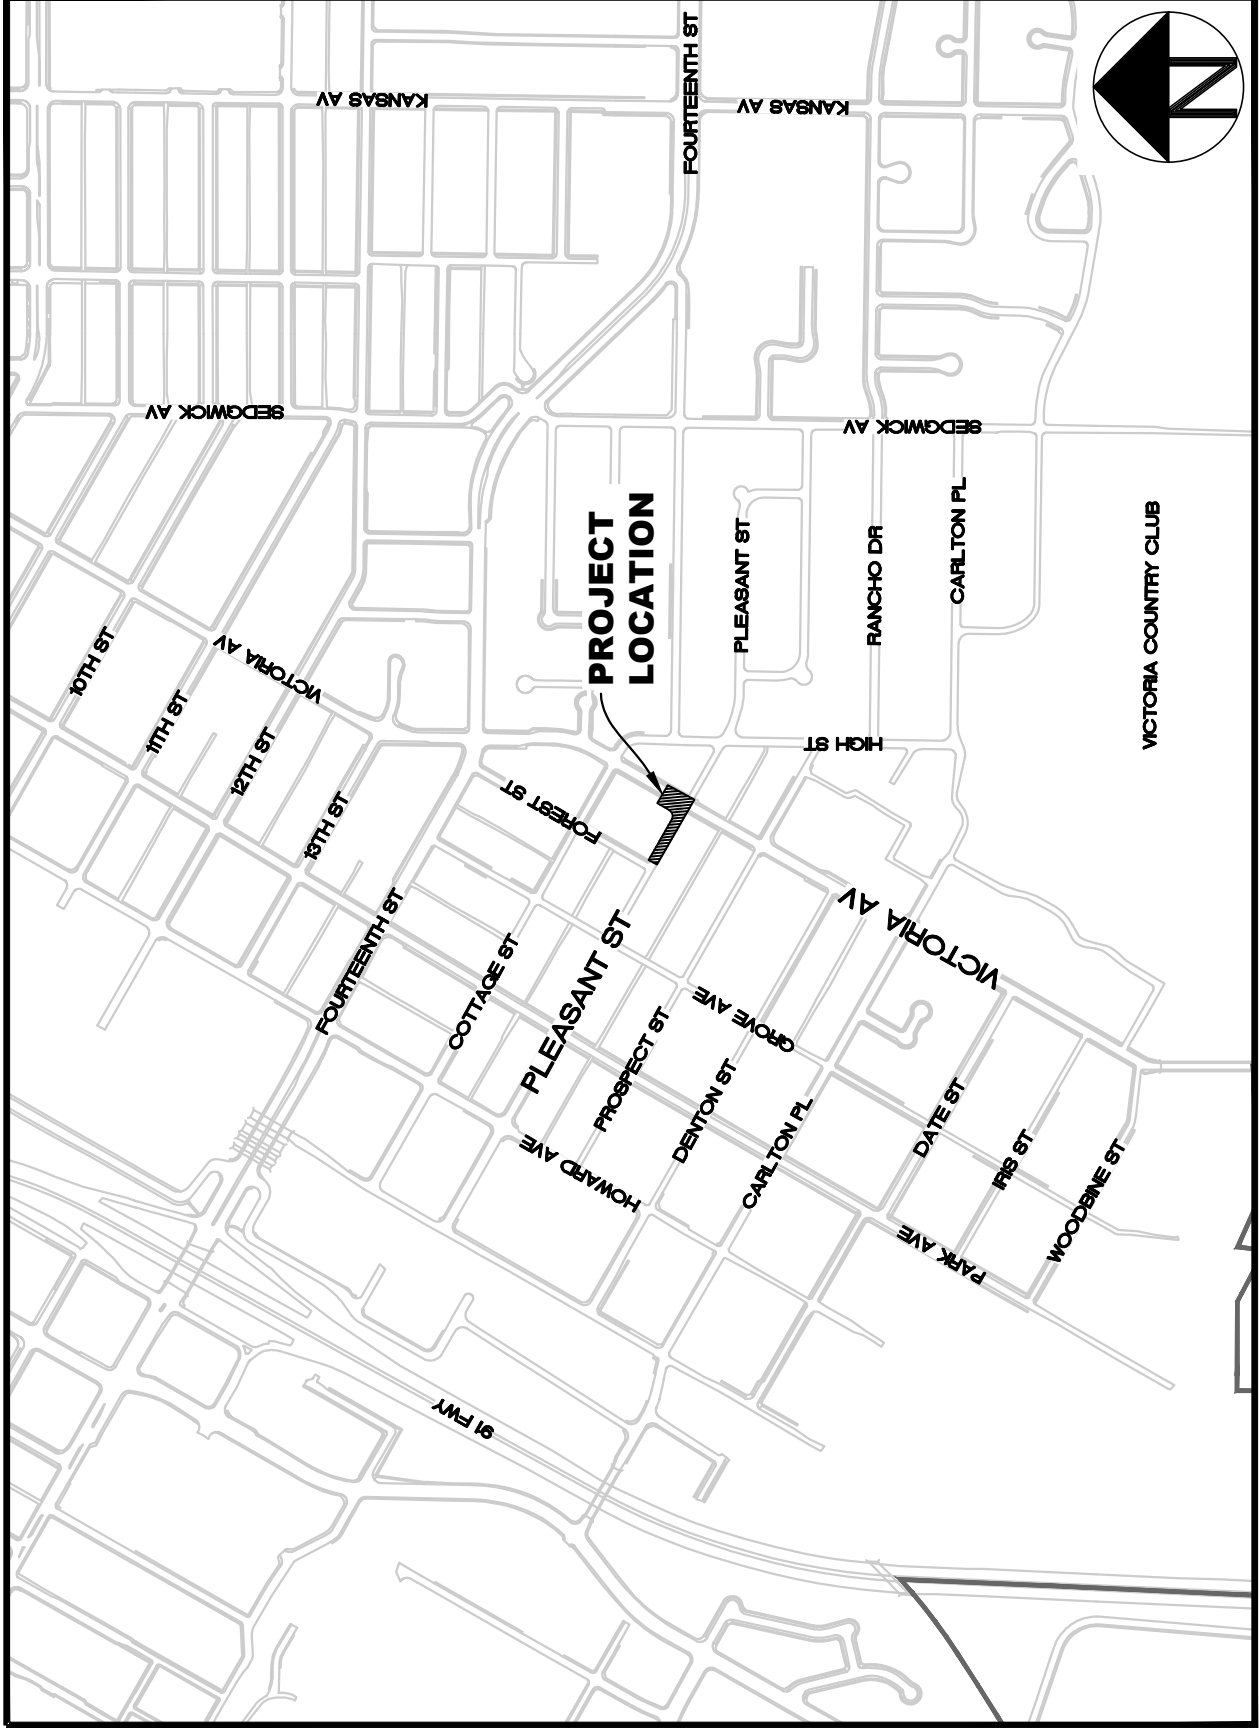 FOURTEENTH ST
KANSAS AV
KANSAS AV
N
SEDGWICK AV
SEDGWICK AV
PROJECT
LOCATION
PLEASANT ST
RANCHO DR
CARLTON PL
VICTORIA COUNTRY CLUB
10TH ST
VICTORIA AV
11TH ST
12TH ST
13TH ST
HIGH ST
FOREST ST
FOURTEENTH ST
COTTAGE ST
PLEASANT ST
VICTORIA AV
GROVE AVE
PROSPECT ST
DENTON ST
CARLTON PL
HOWARD AVE
DATE ST
IRIS ST
WOODBINE ST
PARK AVE
91 FWY